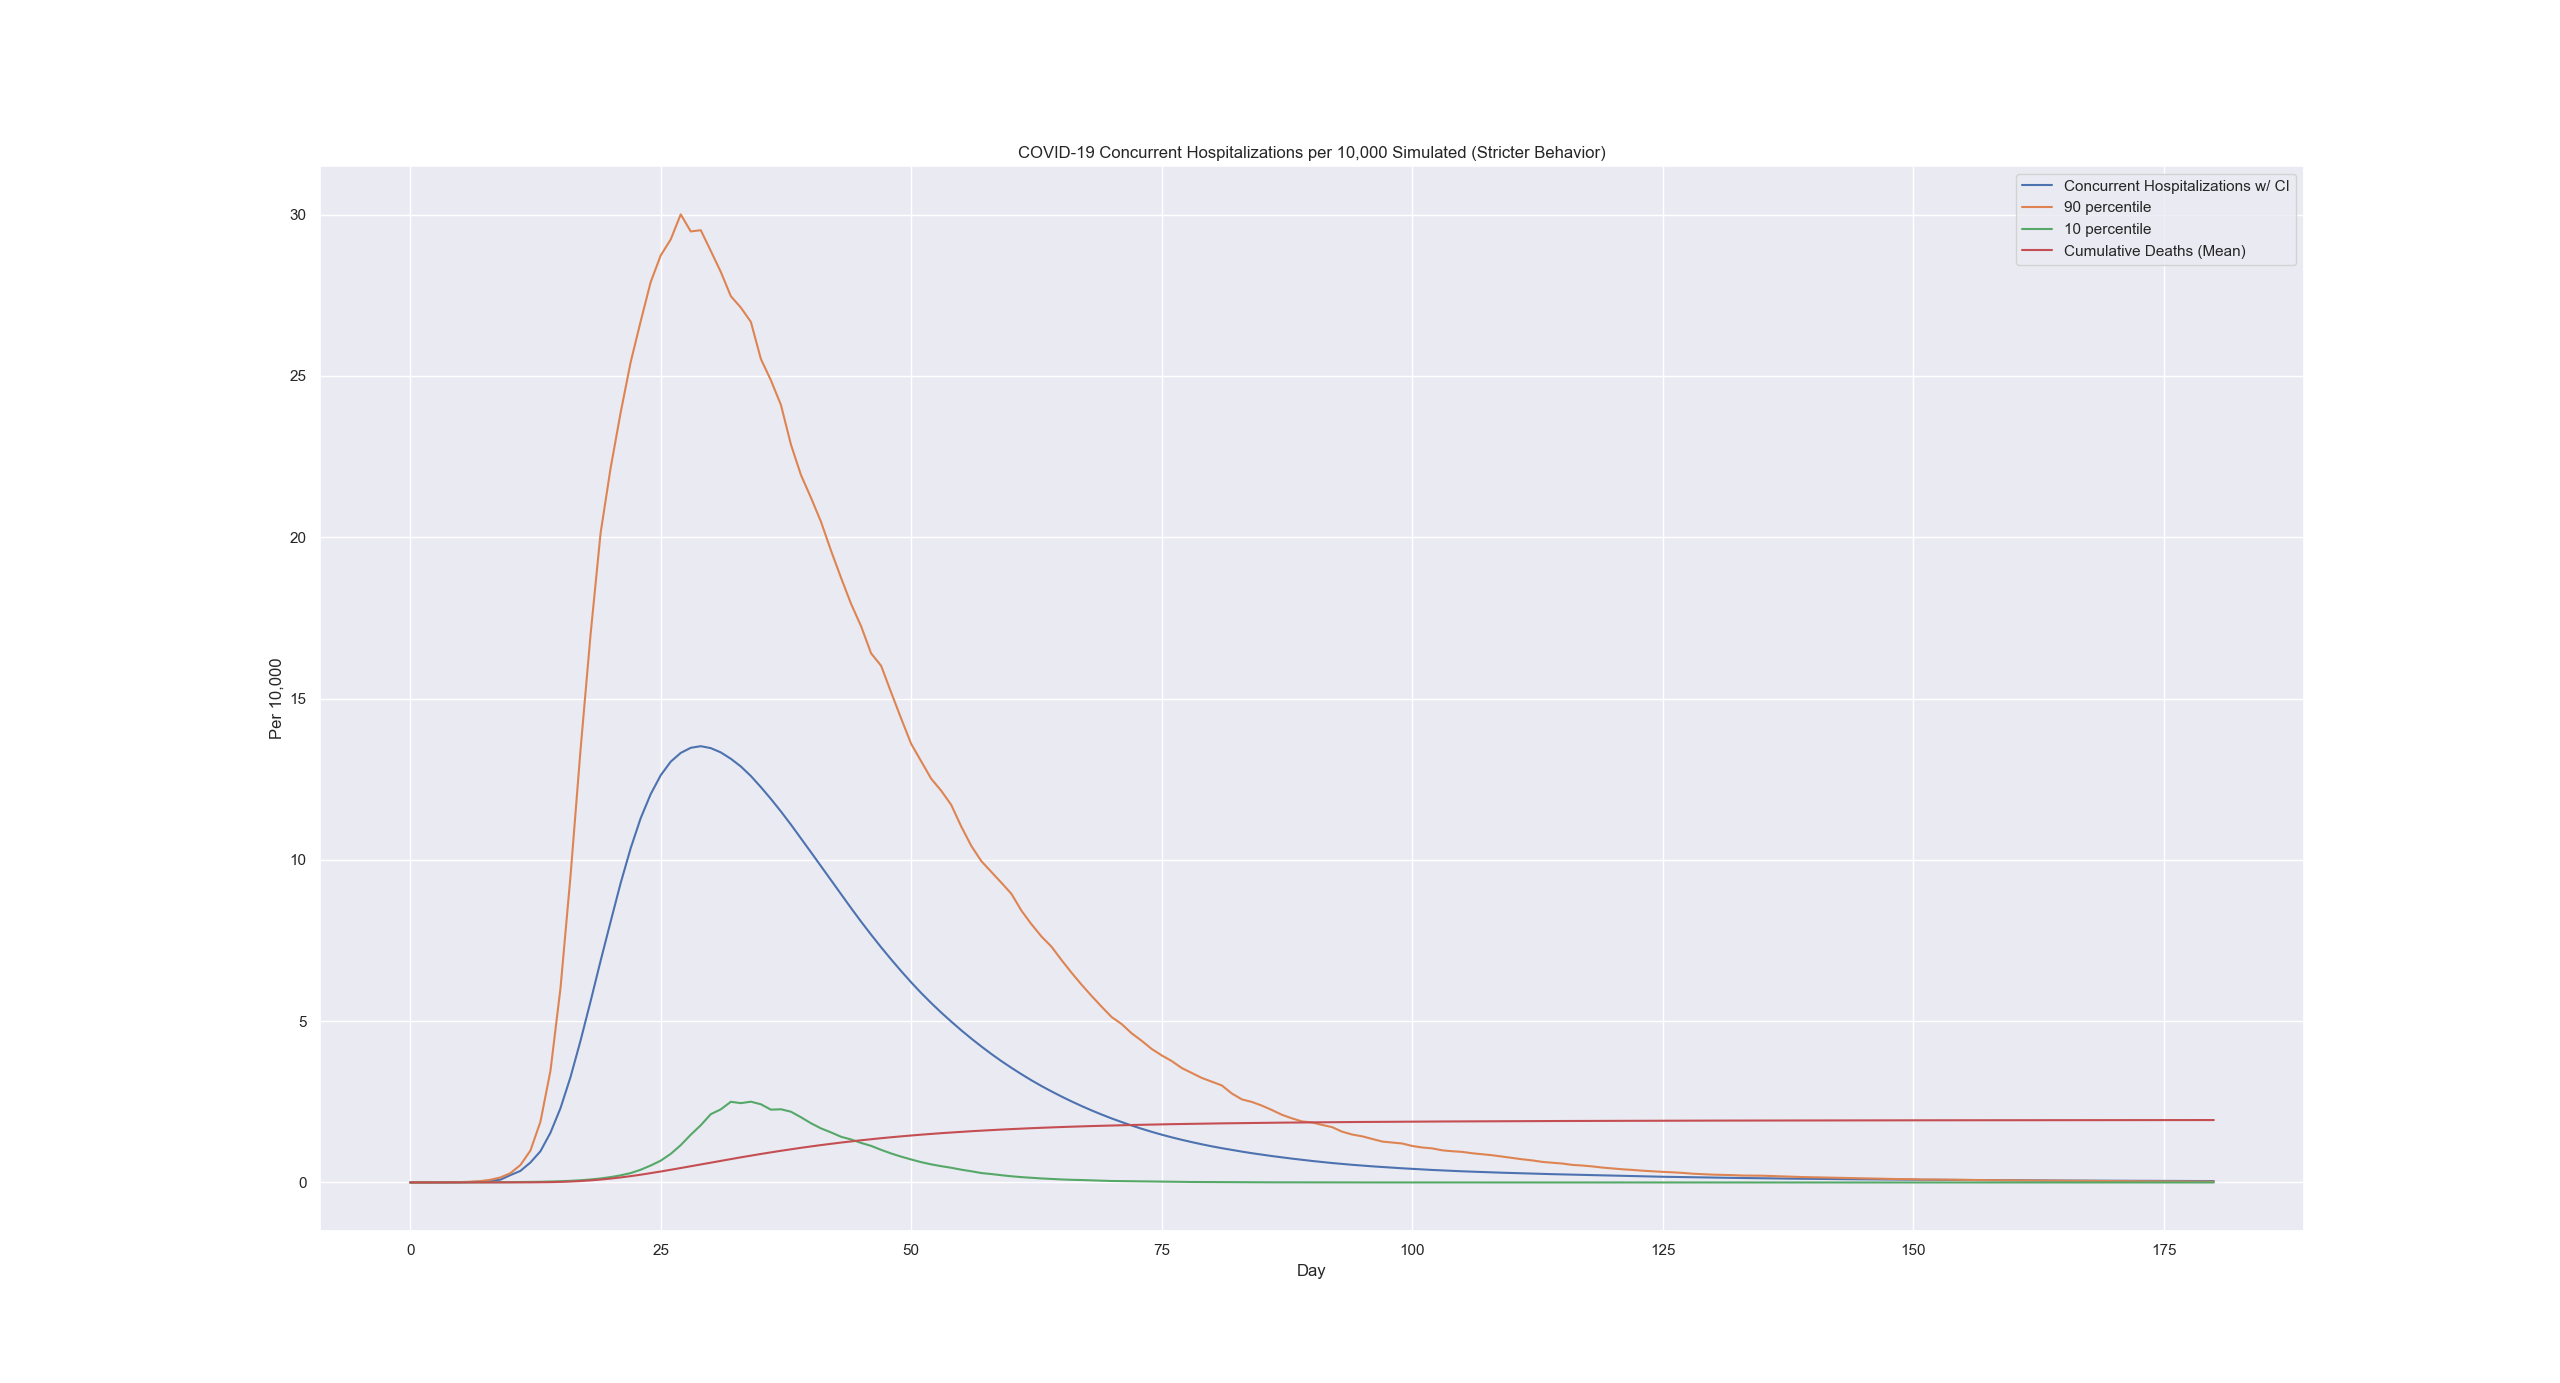 COVID-19 Concurrent Hospitalizations per 10,000 Simulated (Stricter Behavior)
Concurrent Hospitalizations w/ CI
90 percentile
10 percentile
Cumulative Deaths (Mean)
Per 10,000
30
25
20
15
10
5
0
0 25 50 75 100 125 150 175
Day